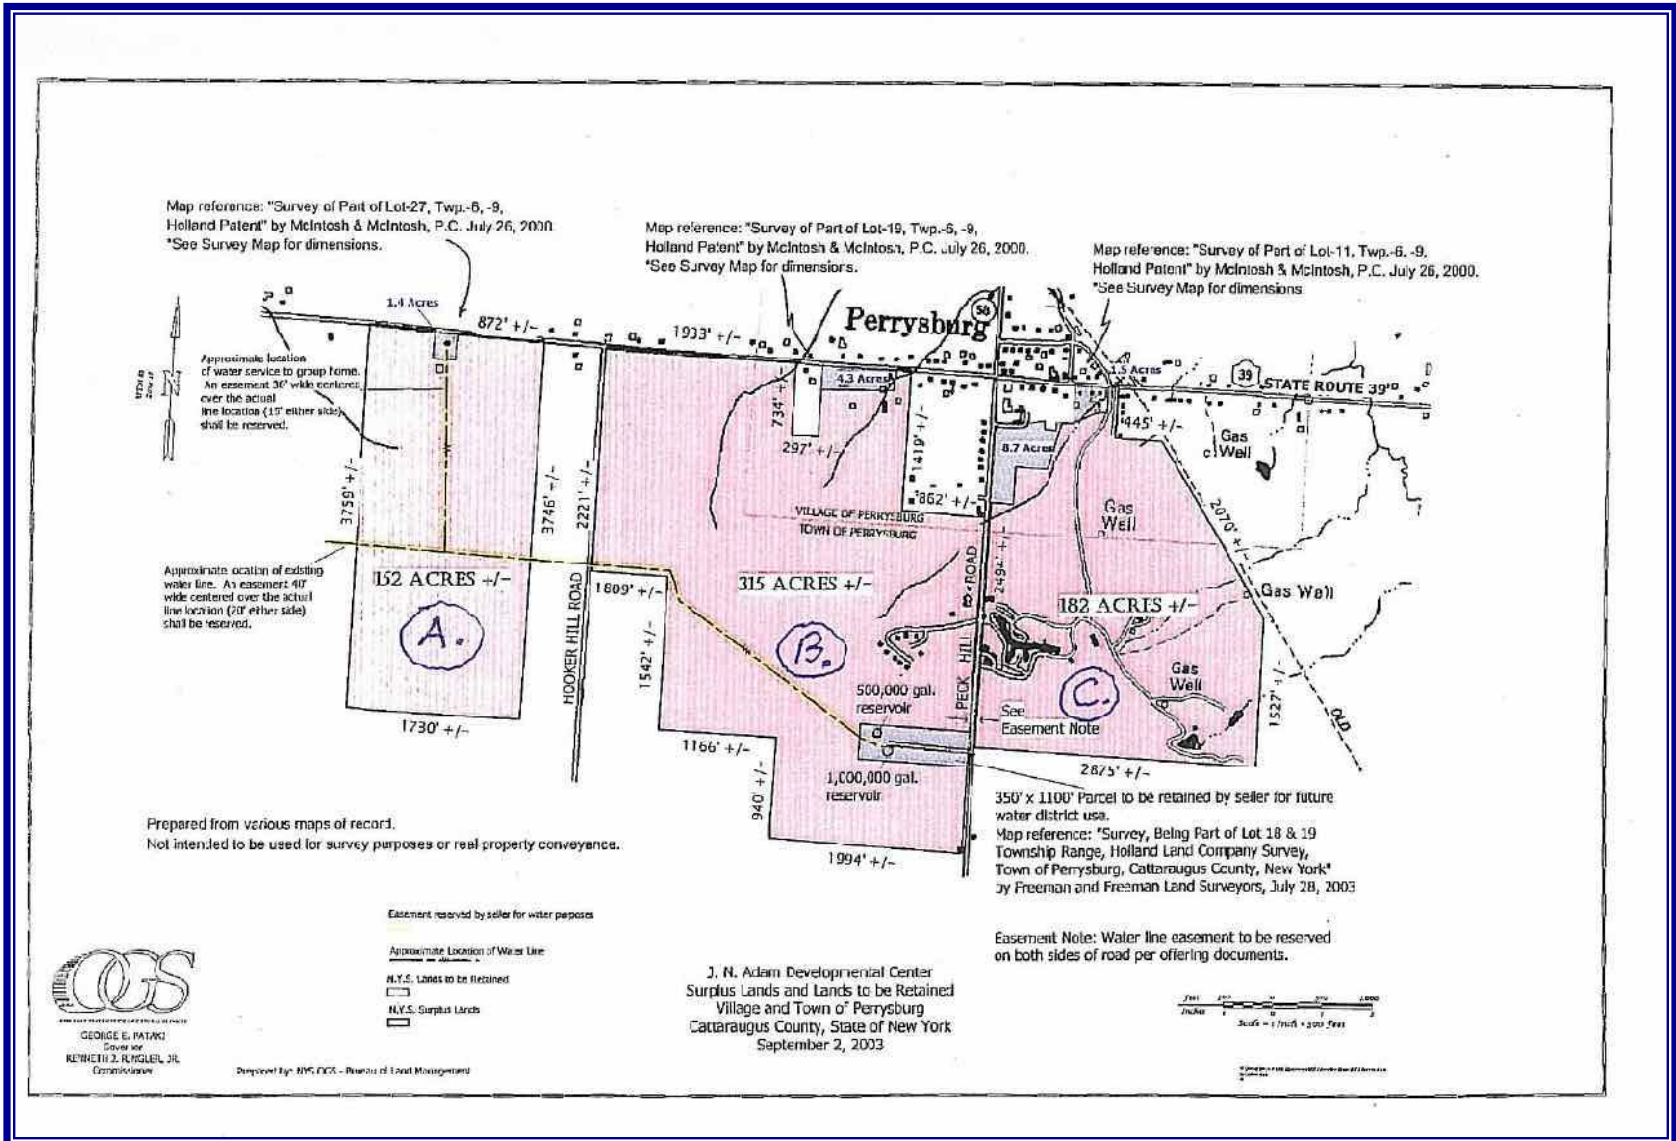 Map reference: "Survey of Part of Lot-27, Twp.-6, -9,
Holland Patent" by McIntosh & McIntosh, P.C. July 26, 2000.
*See Survey Map for dimensions.
Map reference: "Survey of Part of Lot-19, Twp.-6, -9,
Holland Patent" by McIntosh & McIntosh, P.C. July 26, 2000.
*See Survey Map for dimensions.
Map reference: "Survey of Part of Lot-11, Twp.-6, -9,
Holland Patent" by McIntosh & McIntosh, P.C. July 26, 2000.
*See Survey Map for dimensions
1.4 Acres
872' +/-
1933' +/-
Perrysburg
58
4.3 Acres
1.5 Acres
39
STATE ROUTE 39
Approximate location
of water service to group home.
An easement 30' wide centered
over the actual
line location (15' either side)
shall be reserved.
734' +/-
297' +/-
1419' +/-
862' +/-
8.7 Acres
445' +/-
Gas
Well
3759' +/-
3746' +/-
2221' +/-
VILLAGE OF PERRYSBURG
TOWN OF PERRYSBURG
Gas
Well
2070' +/-
Approximate location of existing
water line. An easement 40'
wide centered over the actual
line location (20' either side)
shall be reserved.
152 ACRES +/-
A.
HOOKER HILL ROAD
1809' +/-
1542' +/-
315 ACRES +/-
B.
2494' +/-
PECK HILL ROAD
182 ACRES +/-
C.
Gas Well
Gas
Well
1527' +/-
OLD
500,000 gal.
reservoir
See
Easement Note
1730' +/-
1166' +/-
940' +/-
1,000,000 gal.
reservoir
2875' +/-
1994' +/-
350' x 1100' Parcel to be retained by seller for future
water district use.
Map reference: "Survey, Being Part of Lot 18 & 19
Township Range, Holland Land Company Survey,
Town of Perrysburg, Cattaraugus County, New York"
by Freeman and Freeman Land Surveyors, July 28, 2003
Prepared from various maps of record.
Not intended to be used for survey purposes or real property conveyance.
Easement reserved by seller for water purposes
Approximate Location of Water Line
N.Y.S. Lands to be Retained
N.Y.S. Surplus Lands
Easement Note: Water line easement to be reserved
on both sides of road per offering documents.
OGS
GEORGE E. PATAKI
Governor
KENNETH J. RINGLER, JR.
Commissioner
Prepared by: NYS OGS - Bureau of Land Management
J. N. Adam Developmental Center
Surplus Lands and Lands to be Retained
Village and Town of Perrysburg
Cattaraugus County, State of New York
September 2, 2003
Feet
1,000
Inches
Scale = 1 Inch = 500 feet